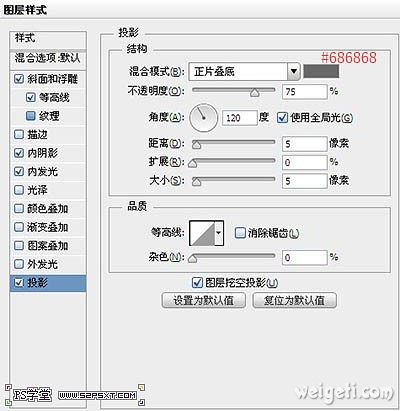 图层样式
样式
混合选项:默认
斜面和浮雕
等高线
纹理
描边
内阴影
内发光
光泽
颜色叠加
渐变叠加
图案叠加
外发光
投影
投影
结构
#686868
混合模式(B): 正片叠底
不透明度(O): 75 %
角度(A): 120 度 使用全局光(G)
距离(D): 5 像素
扩展(R): 0 %
大小(S): 5 像素
品质
等高线: 消除锯齿(L)
杂色(N): 0 %
图层挖空投影(U)
设置为默认值 复位为默认值
PS学堂 www.52psxt.com
weigeti.com